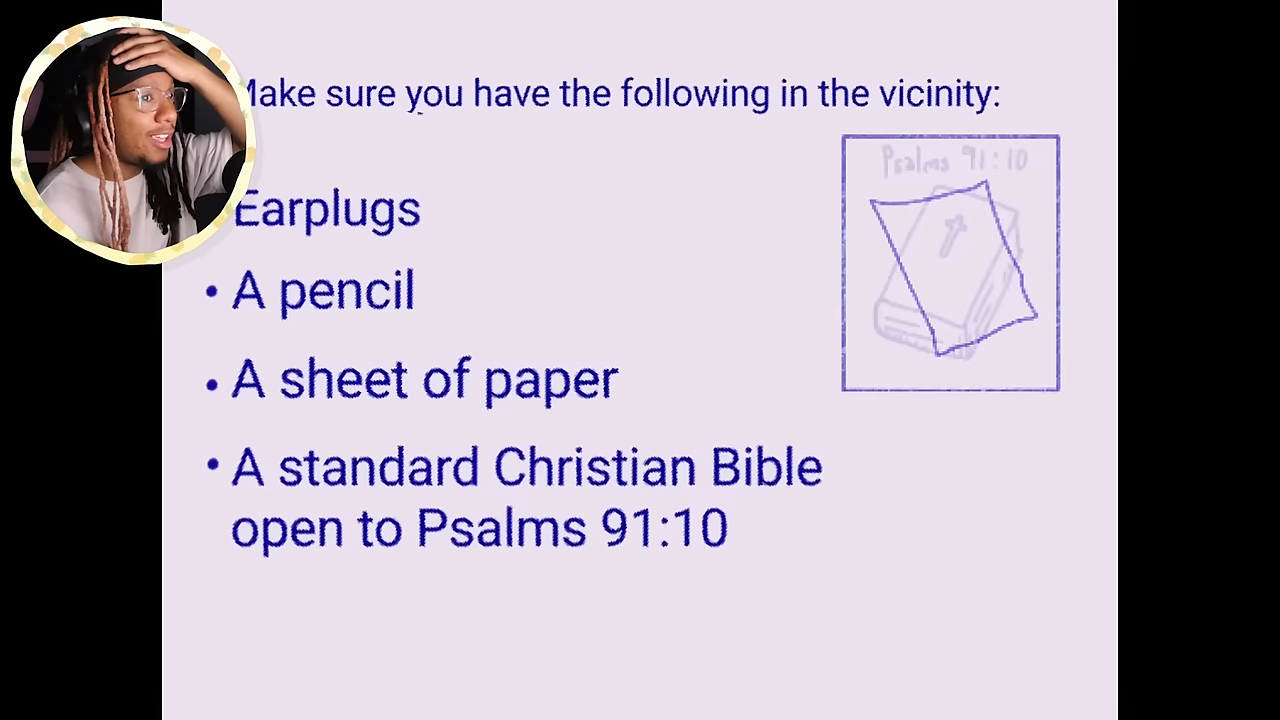 Make sure you have the following in the vicinity:
Psalms 91:10
Earplugs
• A pencil
• A sheet of paper
• A standard Christian Bible
open to Psalms 91:10